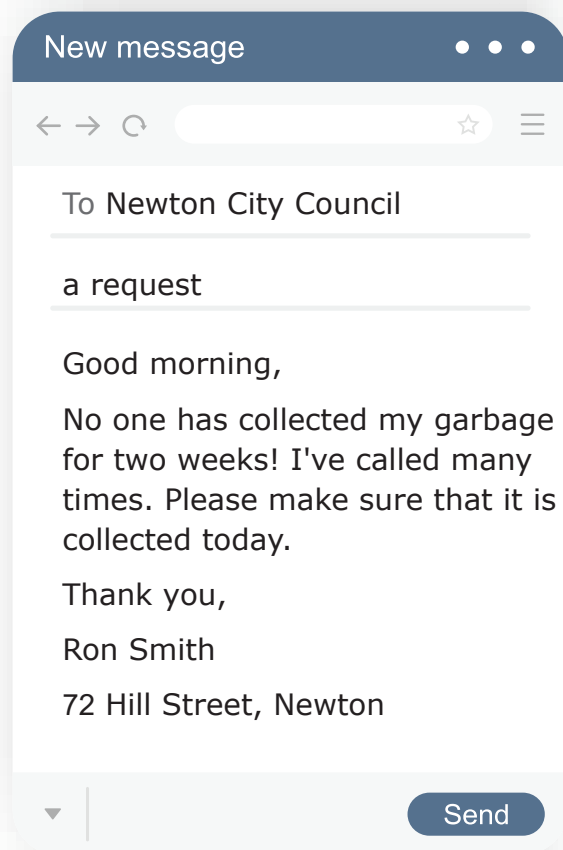 New message
To Newton City Council
a request
Good morning,
No one has collected my garbage
for two weeks! I've called many
times. Please make sure that it is
collected today.
Thank you,
Ron Smith
72 Hill Street, Newton
Send